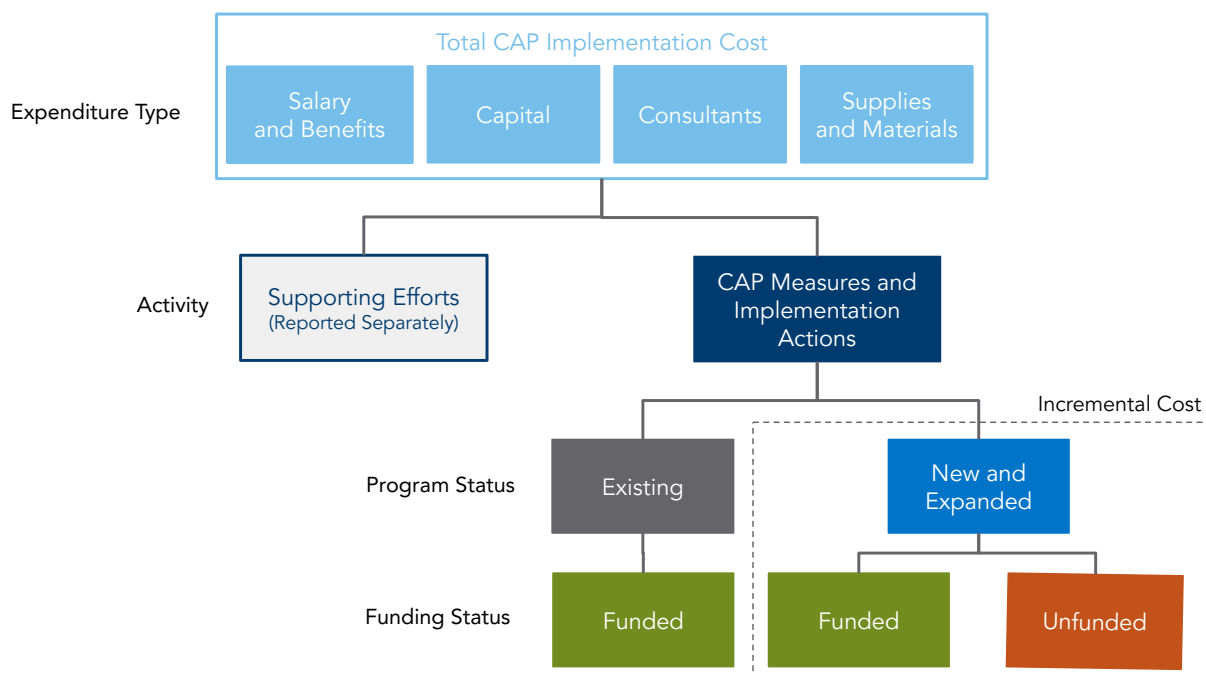 Total CAP Implementation Cost
Expenditure Type
Salary
and Benefits
Capital
Consultants
Supplies
and Materials
Activity
Supporting Efforts
(Reported Separately)
CAP Measures and
Implementation
Actions
Incremental Cost
Program Status
Existing
New and
Expanded
Funding Status
Funded
Funded
Unfunded